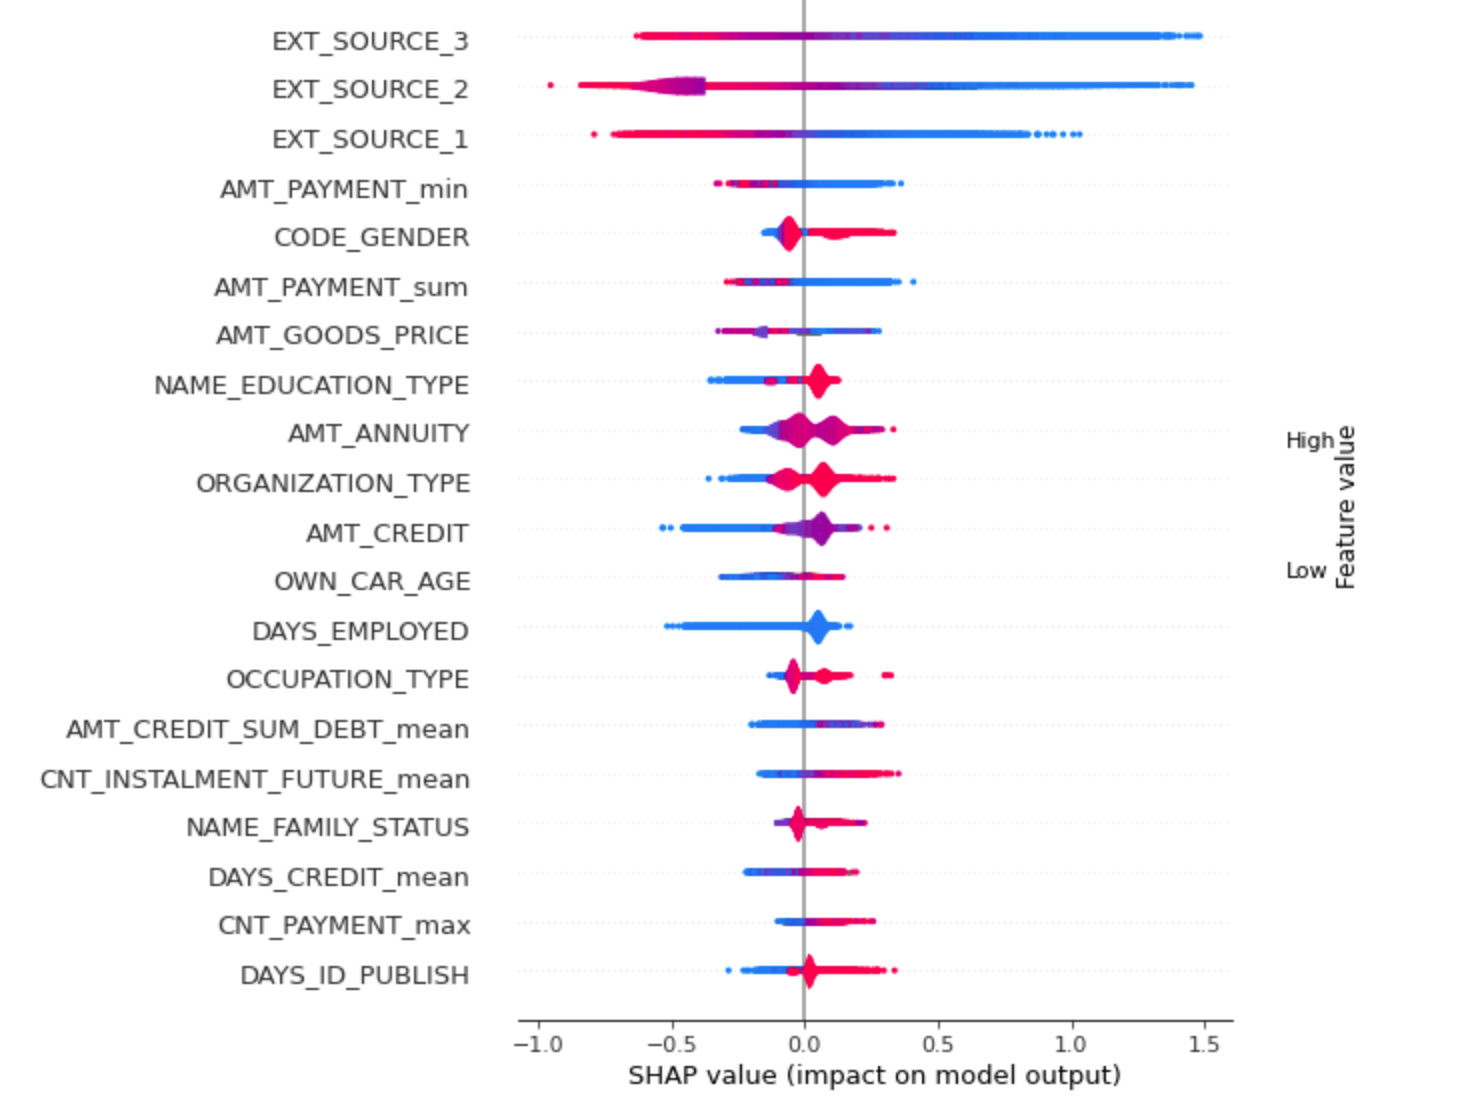 EXT_SOURCE_3
EXT_SOURCE_2
EXT_SOURCE_1
AMT_PAYMENT_min
CODE_GENDER
AMT_PAYMENT_sum
AMT_GOODS_PRICE
NAME_EDUCATION_TYPE
AMT_ANNUITY
ORGANIZATION_TYPE
AMT_CREDIT
OWN_CAR_AGE
DAYS_EMPLOYED
OCCUPATION_TYPE
AMT_CREDIT_SUM_DEBT_mean
CNT_INSTALMENT_FUTURE_mean
NAME_FAMILY_STATUS
DAYS_CREDIT_mean
CNT_PAYMENT_max
DAYS_ID_PUBLISH
−1.0 −0.5 0.0 0.5 1.0 1.5
SHAP value (impact on model output)
High
Low
Feature value